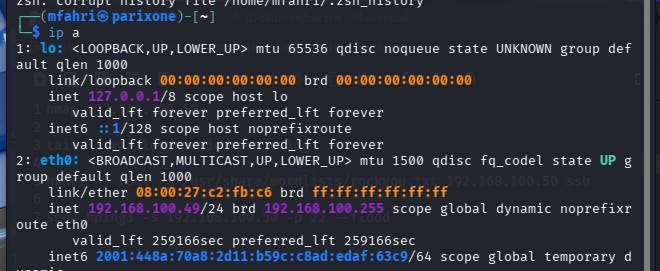 zsh: corrupt history file /home/mfahri/.zsh_history
┌──(mfahri㉿parixone)-[~]
└─$ ip a
1: lo: <LOOPBACK,UP,LOWER_UP> mtu 65536 qdisc noqueue state UNKNOWN group def
ault qlen 1000
    link/loopback 00:00:00:00:00:00 brd 00:00:00:00:00:00
    inet 127.0.0.1/8 scope host lo
       valid_lft forever preferred_lft forever
    inet6 ::1/128 scope host noprefixroute
       valid_lft forever preferred_lft forever
2: eth0: <BROADCAST,MULTICAST,UP,LOWER_UP> mtu 1500 qdisc fq_codel state UP g
roup default qlen 1000
    link/ether 08:00:27:c2:fb:c6 brd ff:ff:ff:ff:ff:ff
    inet 192.168.100.49/24 brd 192.168.100.255 scope global dynamic noprefixr
oute eth0
       valid_lft 259166sec preferred_lft 259166sec
    inet6 2001:448a:70a8:2d11:b59c:c8ad:edaf:63c9/64 scope global temporary d
ynamic